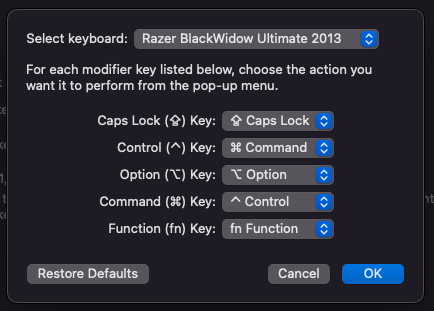 Select keyboard: Razer BlackWidow Ultimate 2013
For each modifier key listed below, choose the action you
want it to perform from the pop-up menu.
Caps Lock (⇪) Key: ⇪ Caps Lock
Control (^) Key: ⌘ Command
Option (⌥) Key: ⌥ Option
Command (⌘) Key: ^ Control
Function (fn) Key: fn Function
Restore Defaults Cancel OK